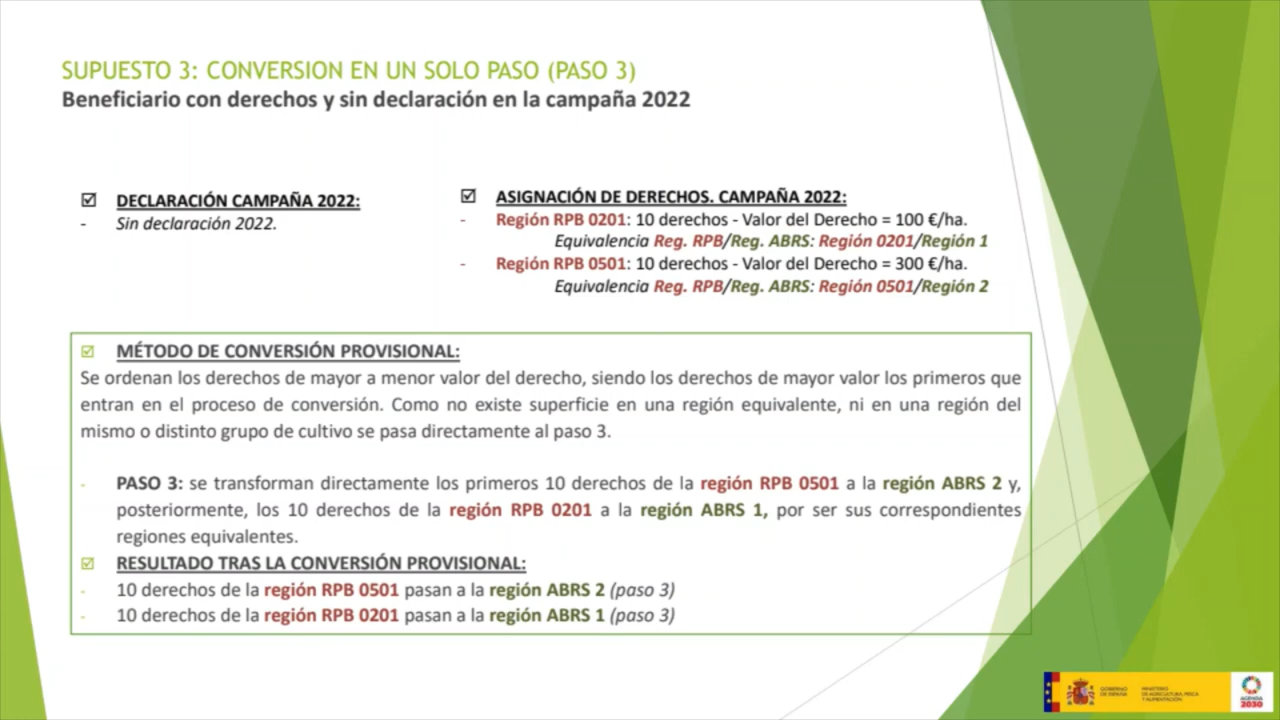 SUPUESTO 3: CONVERSION EN UN SOLO PASO (PASO 3)
Beneficiario con derechos y sin declaración en la campaña 2022
DECLARACIÓN CAMPAÑA 2022:
- Sin declaración 2022.
ASIGNACIÓN DE DERECHOS. CAMPAÑA 2022:
- Región RPB 0201: 10 derechos - Valor del Derecho = 100 €/ha.
Equivalencia Reg. RPB/Reg. ABRS: Región 0201/Región 1
- Región RPB 0501: 10 derechos - Valor del Derecho = 300 €/ha.
Equivalencia Reg. RPB/Reg. ABRS: Región 0501/Región 2
MÉTODO DE CONVERSIÓN PROVISIONAL:
Se ordenan los derechos de mayor a menor valor del derecho, siendo los derechos de mayor valor los primeros que
entran en el proceso de conversión. Como no existe superficie en una región equivalente, ni en una región del
mismo o distinto grupo de cultivo se pasa directamente al paso 3.
- PASO 3: se transforman directamente los primeros 10 derechos de la región RPB 0501 a la región ABRS 2 y,
posteriormente, los 10 derechos de la región RPB 0201 a la región ABRS 1, por ser sus correspondientes
regiones equivalentes.
RESULTADO TRAS LA CONVERSIÓN PROVISIONAL:
- 10 derechos de la región RPB 0501 pasan a la región ABRS 2 (paso 3)
- 10 derechos de la región RPB 0201 pasan a la región ABRS 1 (paso 3)
GOBIERNO
DE ESPAÑA
MINISTERIO
DE AGRICULTURA, PESCA
Y ALIMENTACIÓN
AGENDA
2030